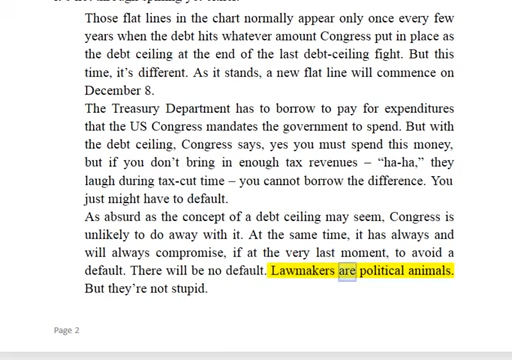 Those flat lines in the chart normally appear only once every few
years when the debt hits whatever amount Congress put in place as
the debt ceiling at the end of the last debt-ceiling fight. But this
time, it’s different. As it stands, a new flat line will commence on
December 8.
The Treasury Department has to borrow to pay for expenditures
that the US Congress mandates the government to spend. But with
the debt ceiling, Congress says, yes you must spend this money,
but if you don’t bring in enough tax revenues – “ha-ha,” they
laugh during tax-cut time – you cannot borrow the difference. You
just might have to default.
As absurd as the concept of a debt ceiling may seem, Congress is
unlikely to do away with it. At the same time, it has always and
will always compromise, if at the very last moment, to avoid a
default. There will be no default. Lawmakers are political animals.
But they’re not stupid.
Page 2